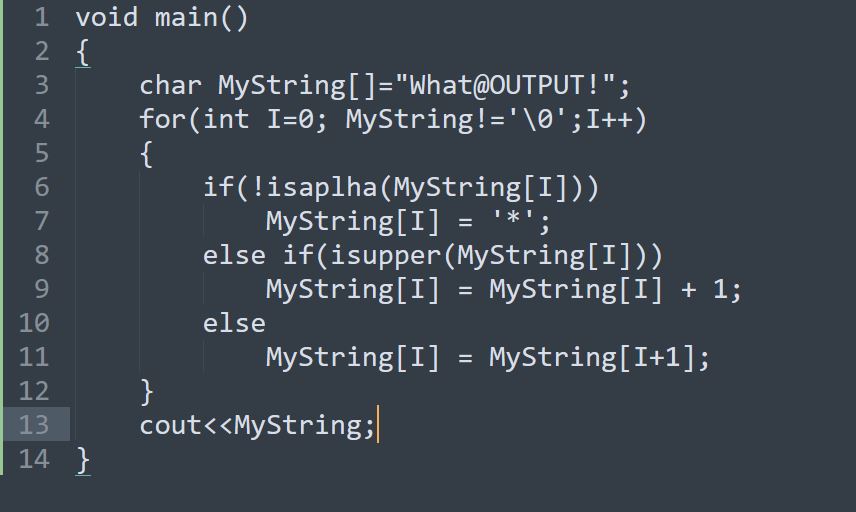 1 void main()
2 {
3 char MyString[]="What@OUTPUT!";
4 for(int I=0; MyString!='\0';I++)
5 {
6 if(!isaplha(MyString[I]))
7 MyString[I] = '*';
8 else if(isupper(MyString[I]))
9 MyString[I] = MyString[I] + 1;
10 else
11 MyString[I] = MyString[I+1];
12 }
13 cout<<MyString;
14 }